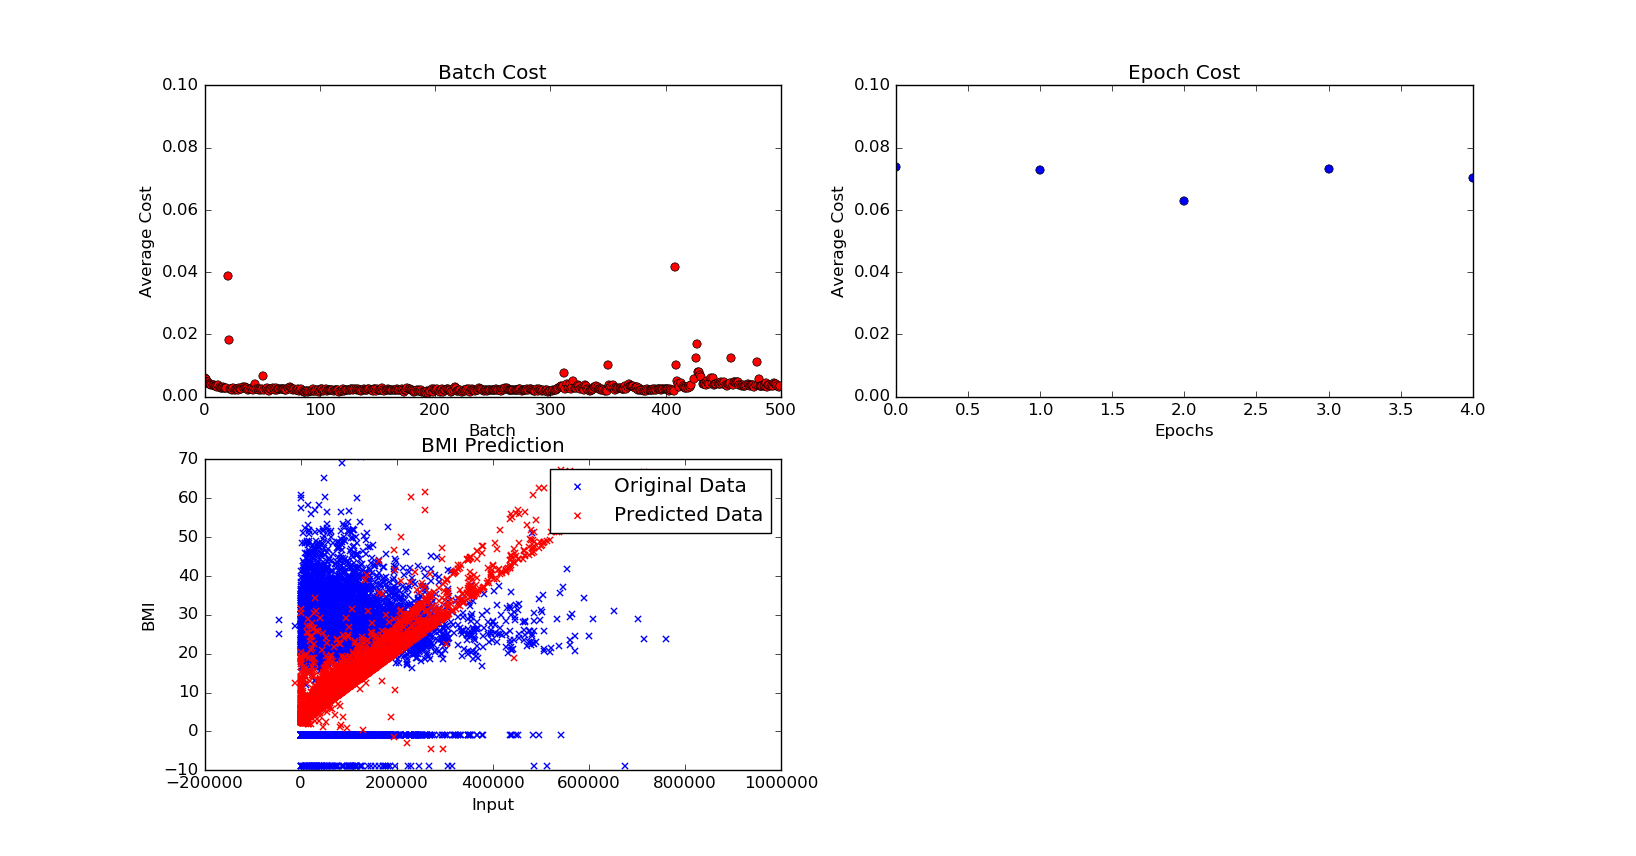 Batch Cost
Average Cost
0.10
0.08
0.06
0.04
0.02
0.00
0 100 200 300 400 500
Batch
Epoch Cost
Average Cost
0.10
0.08
0.06
0.04
0.02
0.00
0.0 0.5 1.0 1.5 2.0 2.5 3.0 3.5 4.0
Epochs
BMI Prediction
BMI
70
60
50
40
30
20
10
0
−10
Original Data
Predicted Data
−200000 0 200000 400000 600000 800000 1000000
Input